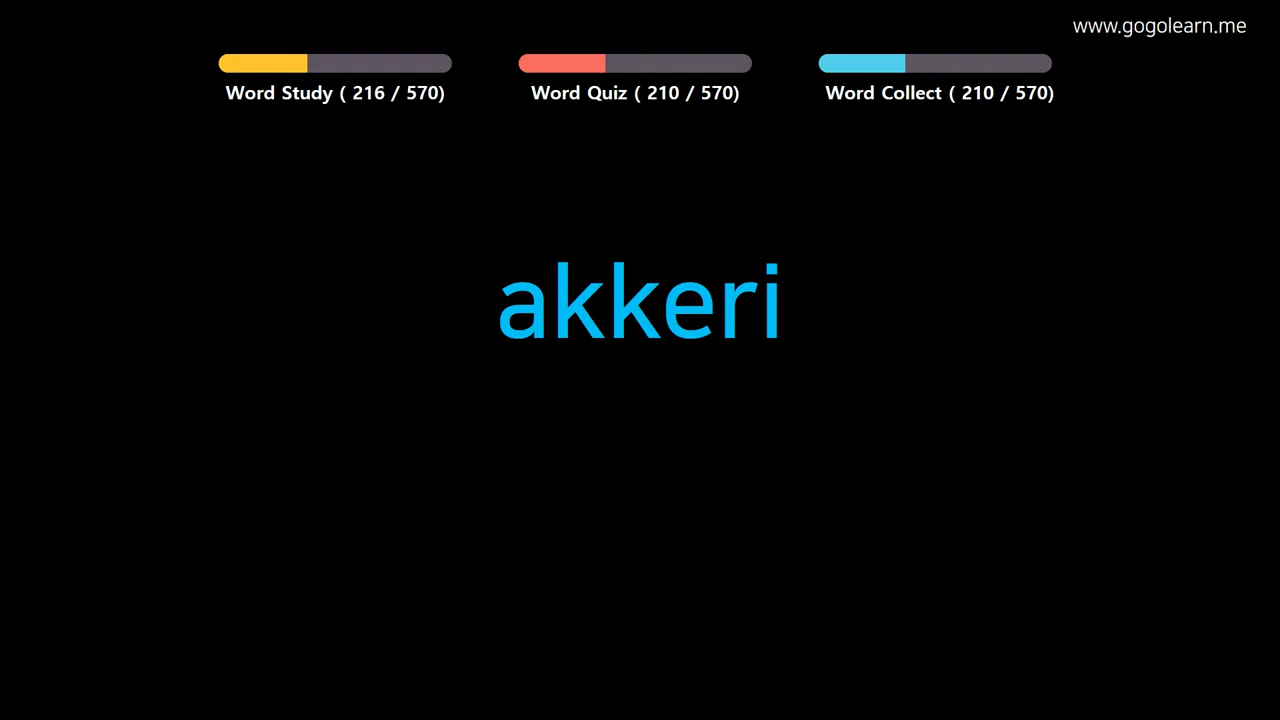 www.gogolearn.me
Word Study ( 216 / 570)
Word Quiz ( 210 / 570)
Word Collect ( 210 / 570)
akkeri